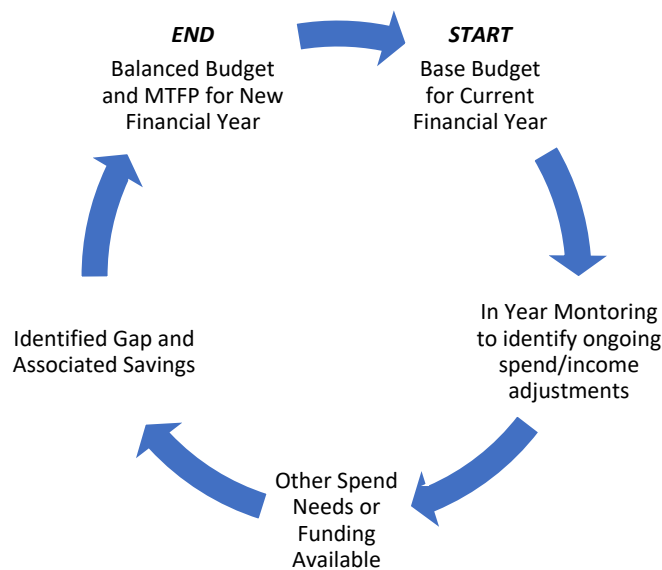 START
Base Budget
for Current
Financial Year
In Year Montoring
to identify ongoing
spend/income
adjustments
Other Spend
Needs or
Funding
Available
Identified Gap and
Associated Savings
END
Balanced Budget
and MTFP for New
Financial Year